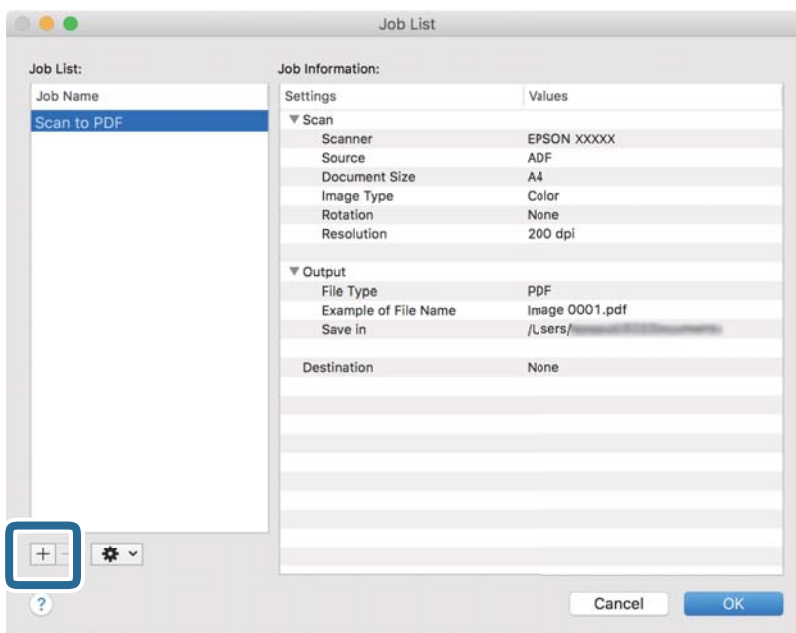 Job List
Job List:
Job Name
Scan to PDF
Job Information:
Settings Values
Scan
Scanner EPSON XXXXX
Source ADF
Document Size A4
Image Type Color
Rotation None
Resolution 200 dpi
Output
File Type PDF
Example of File Name Image 0001.pdf
Save in /Users/
Destination None
+ -
?
Cancel OK